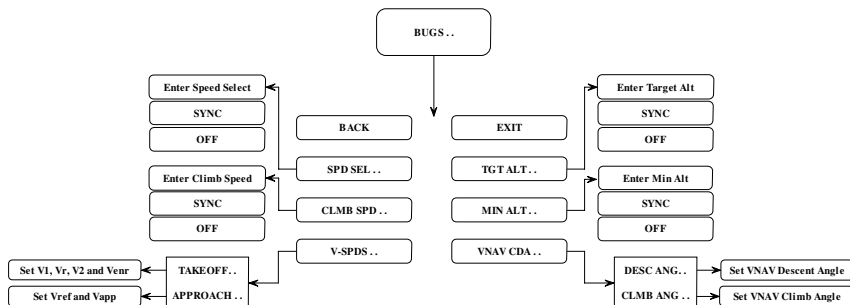 BUGS . .
Enter Speed Select
SYNC
OFF
Enter Target Alt
SYNC
OFF
BACK
EXIT
SPD SEL . .
TGT ALT . .
Enter Climb Speed
SYNC
OFF
Enter Min Alt
SYNC
OFF
CLMB SPD . .
MIN ALT . .
V-SPDS . .
VNAV CDA . .
Set V1, Vr, V2 and Venr
TAKEOFF . .
DESC ANG . .
Set VNAV Descent Angle
Set Vref and Vapp
APPROACH . .
CLMB ANG . .
Set VNAV Climb Angle